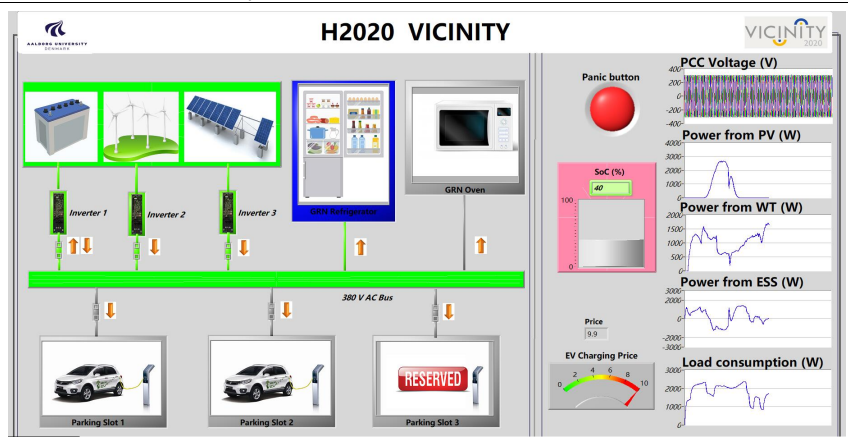 AALBORG UNIVERSITY
DENMARK
H2020 VICINITY
VICINITY
2020
Inverter 1
Inverter 2
Inverter 3
GRN Refrigerator
GRN Oven
380 V AC Bus
Parking Slot 1
Parking Slot 2
RESERVED
Parking Slot 3
Panic button
SoC (%)
40
100
0
Price
9.9
EV Charging Price
0
2
4
6
8
10
PCC Voltage (V)
400
200
0
-200
-400
Power from PV (W)
4000
3000
2000
1000
0
Power from WT (W)
2000
1500
1000
500
0
Power from ESS (W)
3000
2000
0
-2000
-3000
Load consumption (W)
3000
2000
1000
0